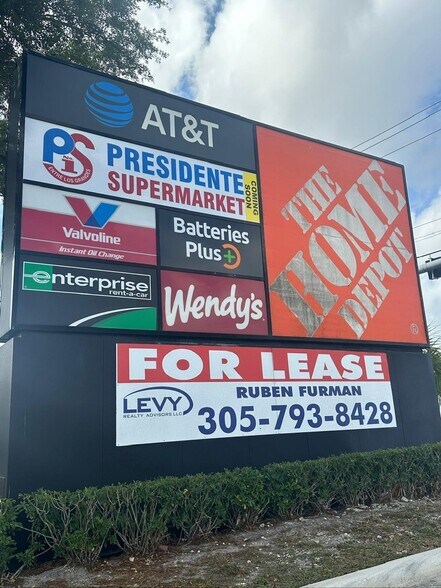 AT&T
PiS
ENTRE LOS GRANDES
PRESIDENTE
SUPERMARKET
COMING
SOON
Valvoline
Instant Oil Change
Batteries
Plus+
enterprise
rent-a-car
Wendy's
THE
HOME
DEPOT
FOR LEASE
LEVY
REALTY ADVISORS LLC
RUBEN FURMAN
305-793-8428